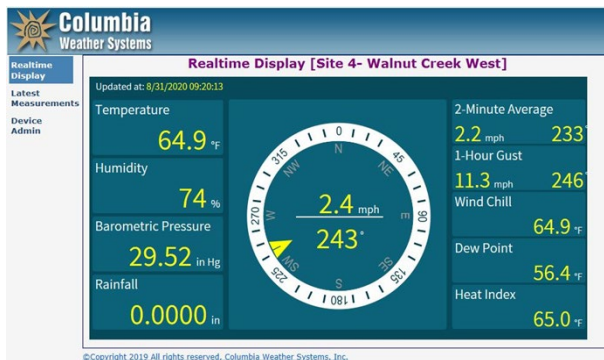 Columbia
Weather Systems
Realtime
Display
Latest
Measurements
Device
Admin
Realtime Display [Site 4- Walnut Creek West]
Updated at: 8/31/2020 09:20:13
Temperature
64.9 °F
Humidity
74 %
Barometric Pressure
29.52 in Hg
Rainfall
0.0000 in
0
45
90
135
180
225
270
315
N
NE
E
SE
S
SW
W
NW
2.4 mph
243°
2-Minute Average
2.2 mph 233°
1-Hour Gust
11.3 mph 246°
Wind Chill
64.9 °F
Dew Point
56.4 °F
Heat Index
65.0 °F
©Copyright 2019 All rights reserved, Columbia Weather Systems, Inc.